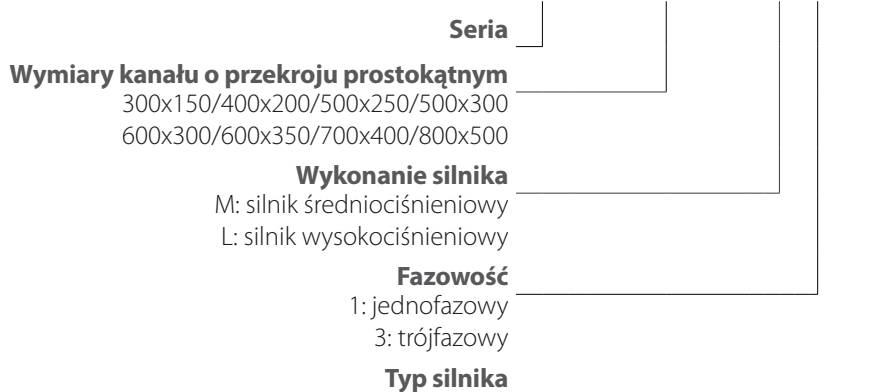 Seria
Wymiary kanału o przekroju prostokątnym
300x150/400x200/500x250/500x300
600x300/600x350/700x400/800x500
Wykonanie silnika
M: silnik średniociśnieniowy
L: silnik wysokociśnieniowy
Fazowość
1: jednofazowy
3: trójfazowy
Typ silnika